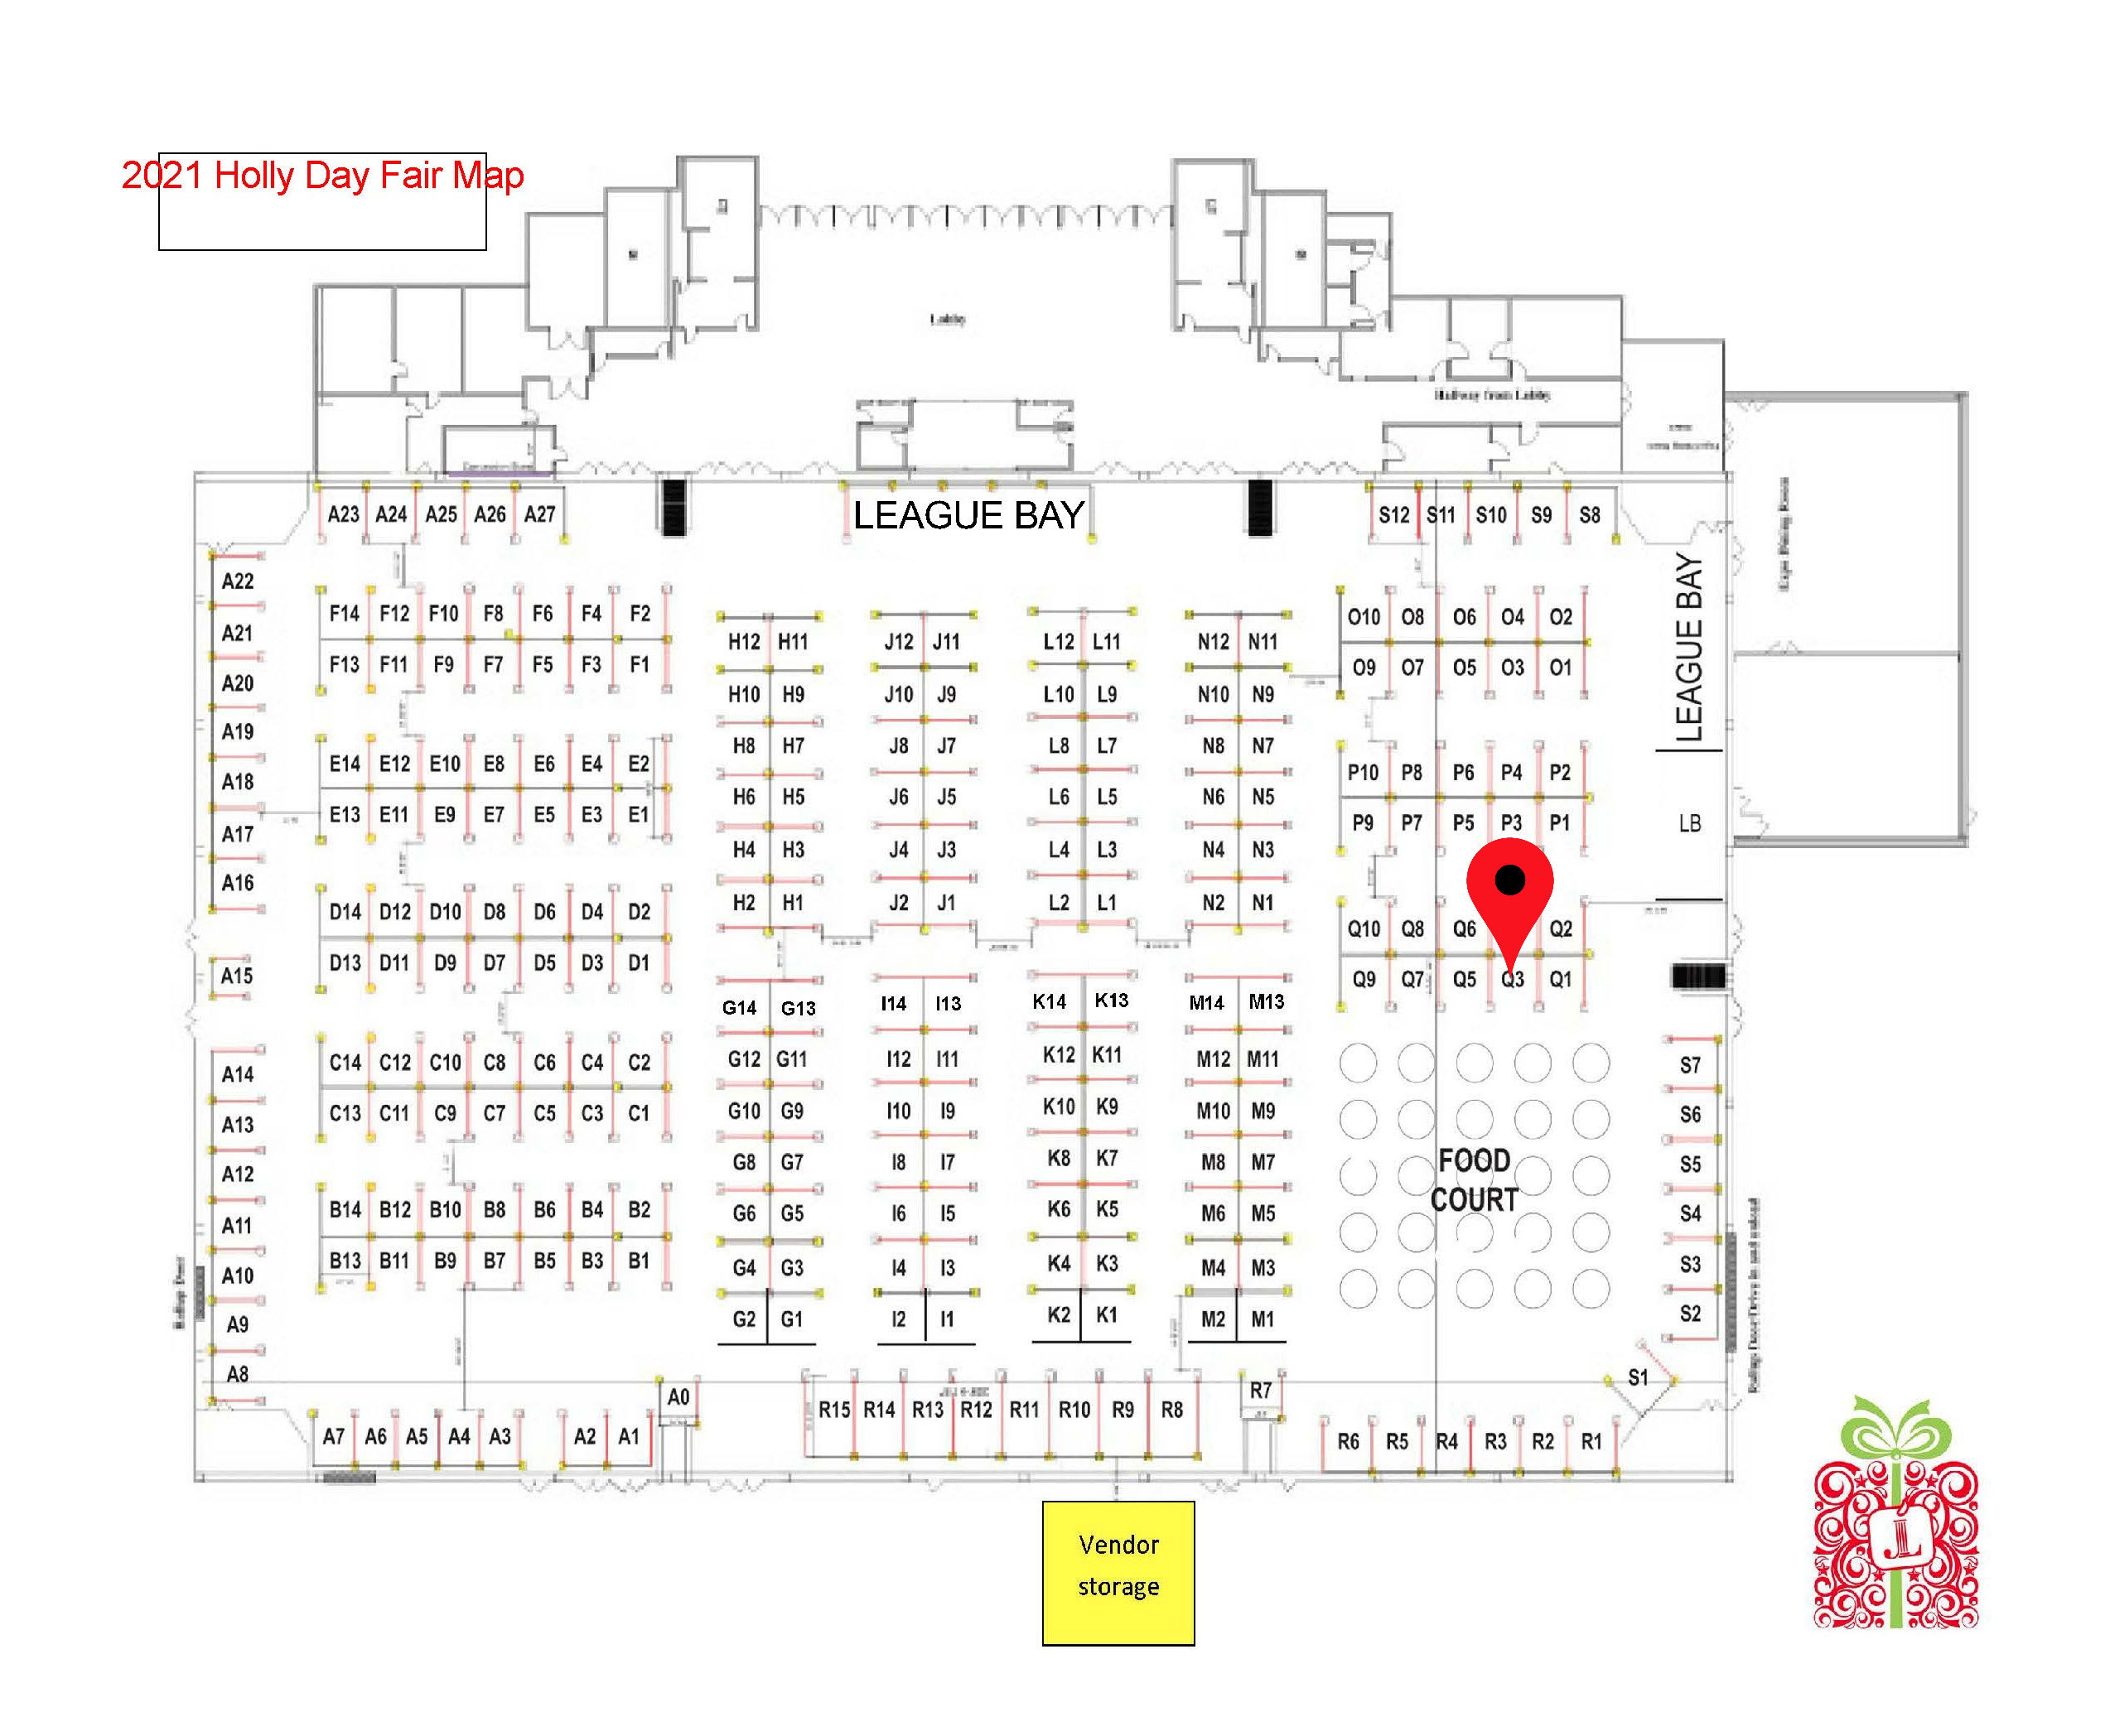 2021 Holly Day Fair Map
Lobby
Hallway from Lobby
LEAGUE BAY
A23 A24 A25 A26 A27
S12 S11 S10 S9 S8
A22
A21
A20
A19
A18
A17
A16
A15
A14
A13
A12
A11
A10
A9
A8
F14 F12 F10 F8 F6 F4 F2
F13 F11 F9 F7 F5 F3 F1
E14 E12 E10 E8 E6 E4 E2
E13 E11 E9 E7 E5 E3 E1
D14 D12 D10 D8 D6 D4 D2
D13 D11 D9 D7 D5 D3 D1
C14 C12 C10 C8 C6 C4 C2
C13 C11 C9 C7 C5 C3 C1
B14 B12 B10 B8 B6 B4 B2
B13 B11 B9 B7 B5 B3 B1
H12 H11
H10 H9
H8 H7
H6 H5
H4 H3
H2 H1
G14 G13
G12 G11
G10 G9
G8 G7
G6 G5
G4 G3
G2 G1
J12 J11
J10 J9
J8 J7
J6 J5
J4 J3
J2 J1
I14 I13
I12 I11
I10 I9
I8 I7
I6 I5
I4 I3
I2 I1
L12 L11
L10 L9
L8 L7
L6 L5
L4 L3
L2 L1
K14 K13
K12 K11
K10 K9
K8 K7
K6 K5
K4 K3
K2 K1
N12 N11
N10 N9
N8 N7
N6 N5
N4 N3
N2 N1
M14 M13
M12 M11
M10 M9
M8 M7
M6 M5
M4 M3
M2 M1
O10 O8 O6 O4 O2
O9 O7 O5 O3 O1
P10 P8 P6 P4 P2
P9 P7 P5 P3 P1
Q10 Q8 Q6 Q2
Q9 Q7 Q5 Q3 Q1
LEAGUE BAY
LB
FOOD
COURT
S7
S6
S5
S4
S3
S2
S1
A7 A6 A5 A4 A3 A2 A1
A0
R15 R14 R13 R12 R11 R10 R9 R8
R7
R6 R5 R4 R3 R2 R1
Vendor
storage
JL